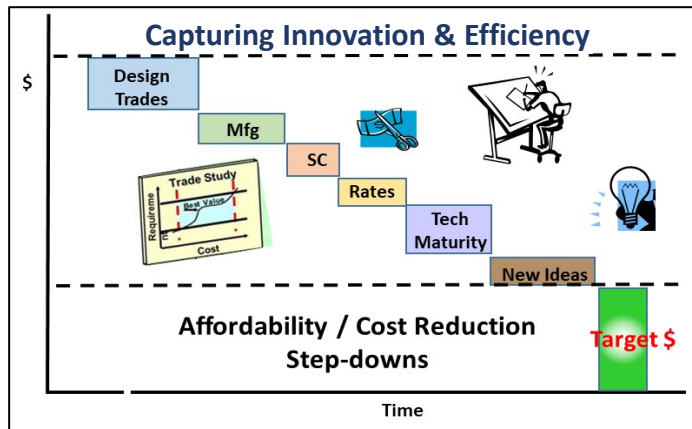 Capturing Innovation & Efficiency
$
Design
Trades
Mfg
SC
Rates
Tech
Maturity
New Ideas
Trade Study
Best Value
Requireme
n
Cost
Affordability / Cost Reduction
Step-downs
Target $
Time